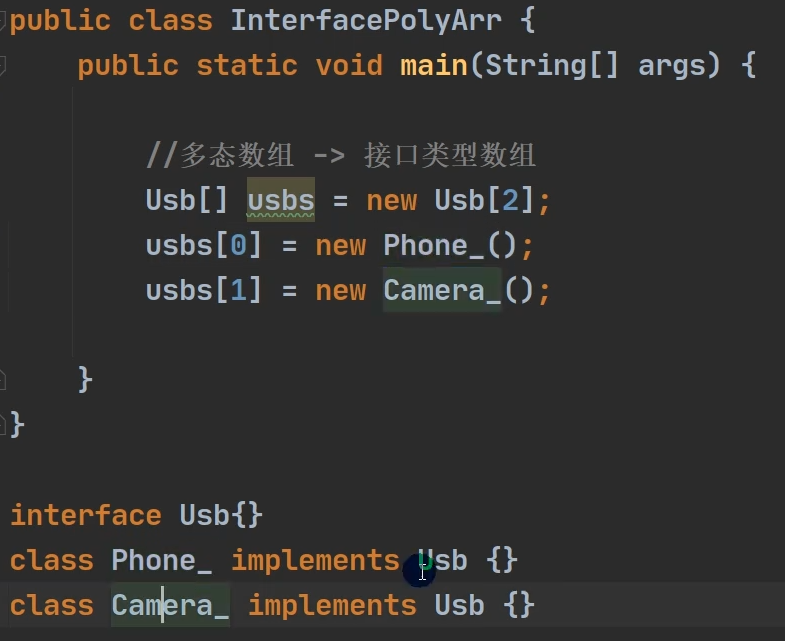 public class InterfacePolyArr {
public static void main(String[] args) {
//多态数组 -> 接口类型数组
Usb[] usbs = new Usb[2];
usbs[0] = new Phone_();
usbs[1] = new Camera_();
}
}
interface Usb{}
class Phone_ implements Usb {}
class Camera_ implements Usb {}